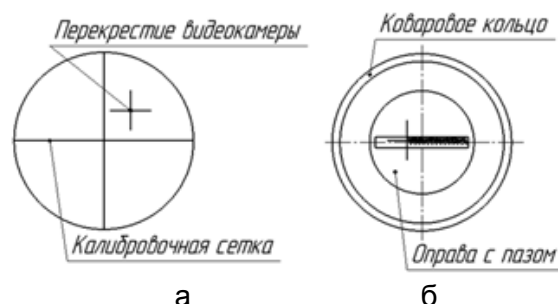 Перекрестие видеокамеры
Коваровое кольцо
Калибровочная сетка
Оправа с пазом
а
б